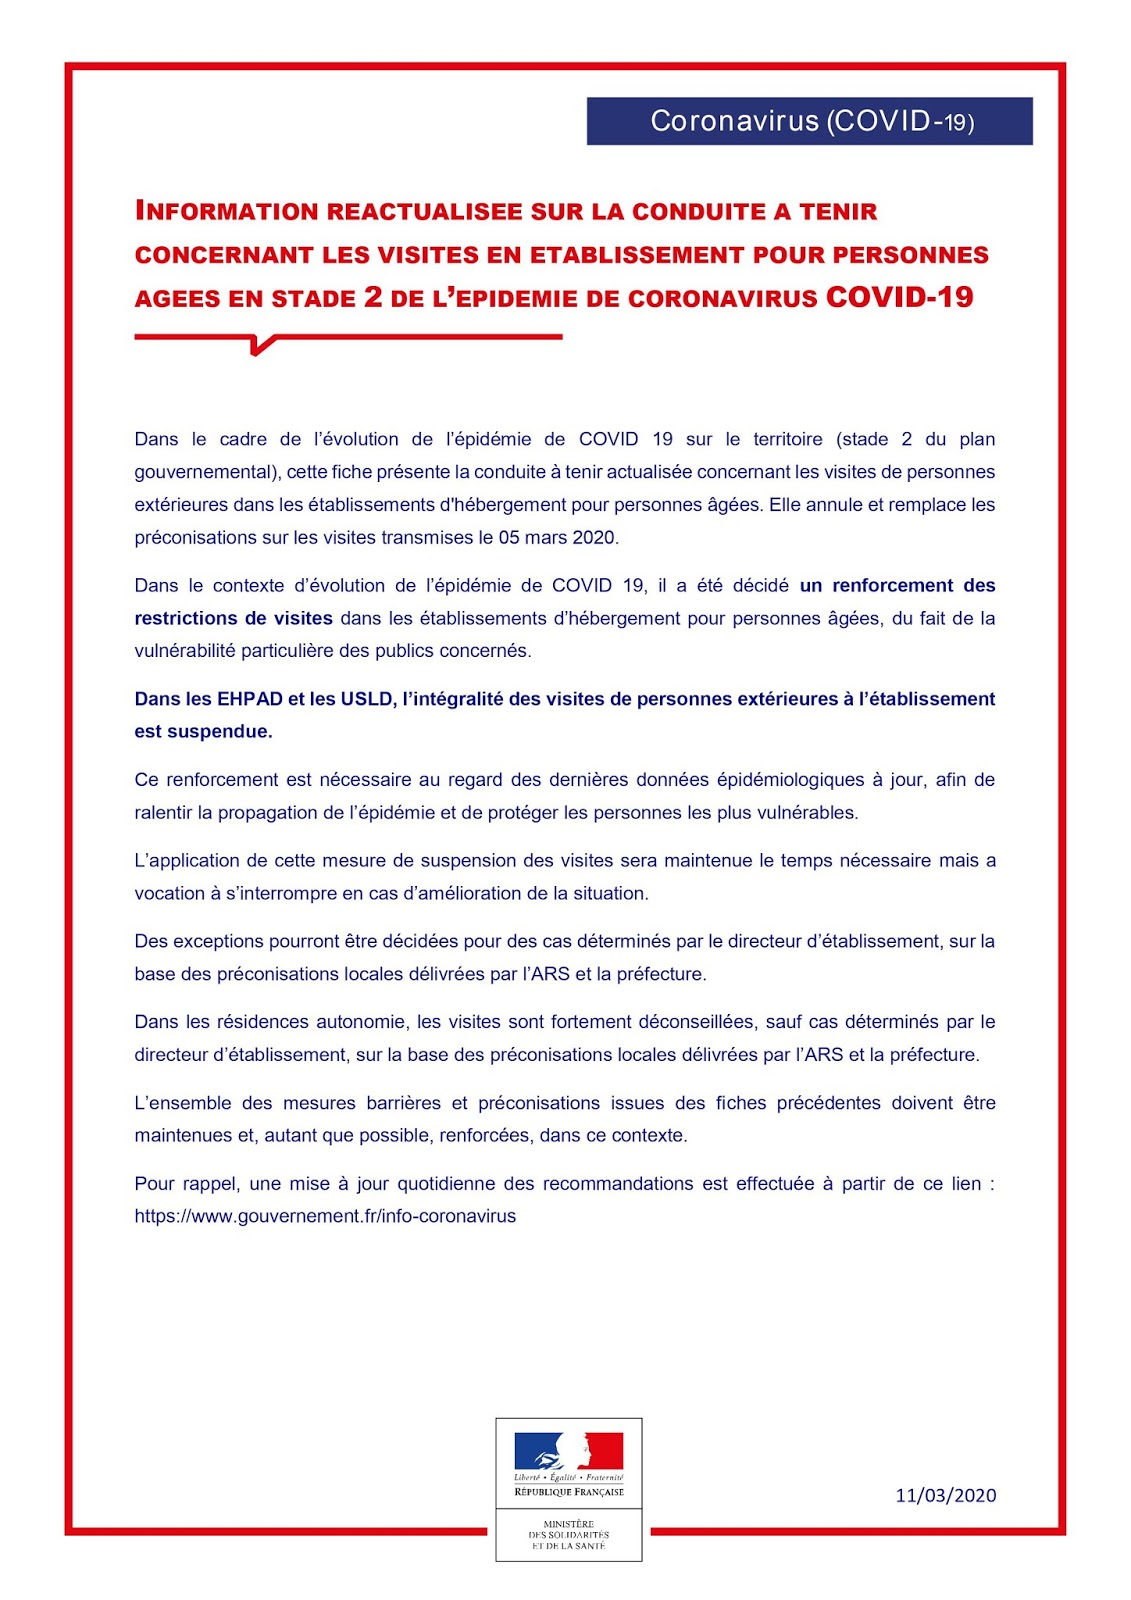 Coronavirus (COVID-19)
INFORMATION REACTUALISEE SUR LA CONDUITE A TENIR
CONCERNANT LES VISITES EN ETABLISSEMENT POUR PERSONNES
AGEES EN STADE 2 DE L’EPIDEMIE DE CORONAVIRUS COVID-19
Dans le cadre de l’évolution de l’épidémie de COVID 19 sur le territoire (stade 2 du plan
gouvernemental), cette fiche présente la conduite à tenir actualisée concernant les visites de personnes
extérieures dans les établissements d'hébergement pour personnes âgées. Elle annule et remplace les
préconisations sur les visites transmises le 05 mars 2020.
Dans le contexte d’évolution de l’épidémie de COVID 19, il a été décidé un renforcement des
restrictions de visites dans les établissements d’hébergement pour personnes âgées, du fait de la
vulnérabilité particulière des publics concernés.
Dans les EHPAD et les USLD, l’intégralité des visites de personnes extérieures à l’établissement
est suspendue.
Ce renforcement est nécessaire au regard des dernières données épidémiologiques à jour, afin de
ralentir la propagation de l’épidémie et de protéger les personnes les plus vulnérables.
L’application de cette mesure de suspension des visites sera maintenue le temps nécessaire mais a
vocation à s’interrompre en cas d’amélioration de la situation.
Des exceptions pourront être décidées pour des cas déterminés par le directeur d’établissement, sur la
base des préconisations locales délivrées par l’ARS et la préfecture.
Dans les résidences autonomie, les visites sont fortement déconseillées, sauf cas déterminés par le
directeur d’établissement, sur la base des préconisations locales délivrées par l’ARS et la préfecture.
L’ensemble des mesures barrières et préconisations issues des fiches précédentes doivent être
maintenues et, autant que possible, renforcées, dans ce contexte.
Pour rappel, une mise à jour quotidienne des recommandations est effectuée à partir de ce lien :
https://www.gouvernement.fr/info-coronavirus
Liberté • Égalité • Fraternité
RÉPUBLIQUE FRANÇAISE
MINISTÈRE
DES SOLIDARITÉS
ET DE LA SANTÉ
11/03/2020